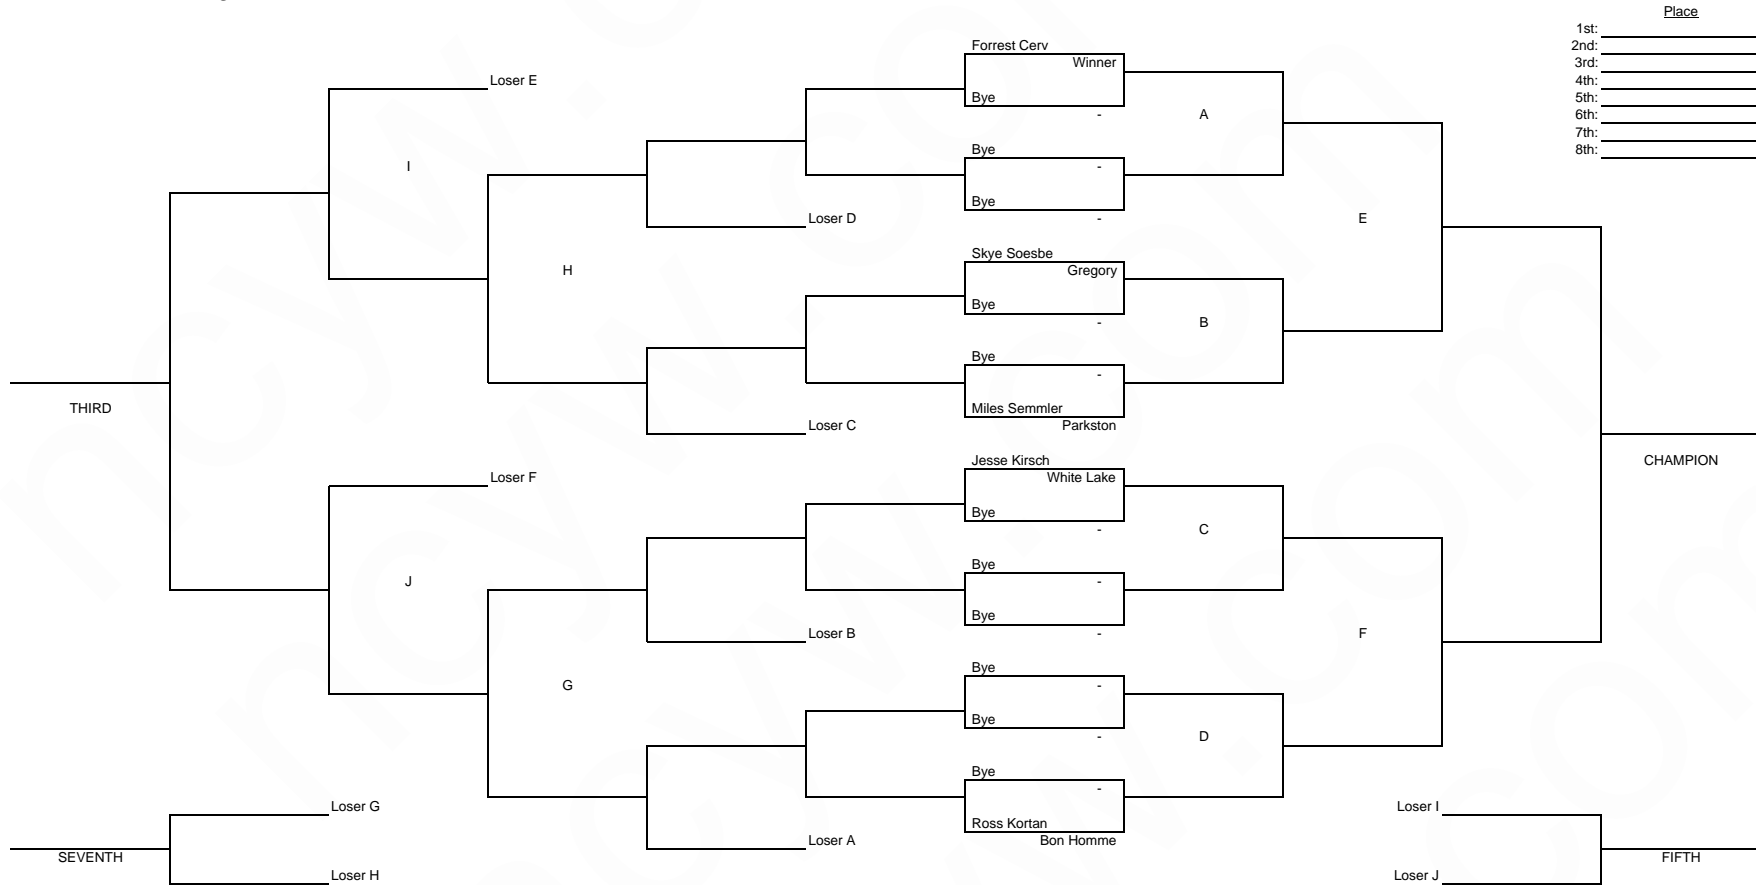 Place
1st:
2nd:
3rd:
4th:
5th:
6th:
7th:
8th:
Forrest Cerv
Winner
Bye
-
A
Bye
-
Bye
-
Skye Soesbe
Gregory
Bye
-
B
Bye
-
Miles Semmler
Parkston
Jesse Kirsch
White Lake
Bye
-
C
Bye
-
Bye
-
Bye
-
Bye
-
D
Bye
-
Ross Kortan
Bon Homme
E
F
CHAMPION
Loser E
I
Loser D
H
Loser C
THIRD
Loser F
J
Loser B
G
Loser A
Loser G
SEVENTH
Loser H
Loser I
FIFTH
Loser J